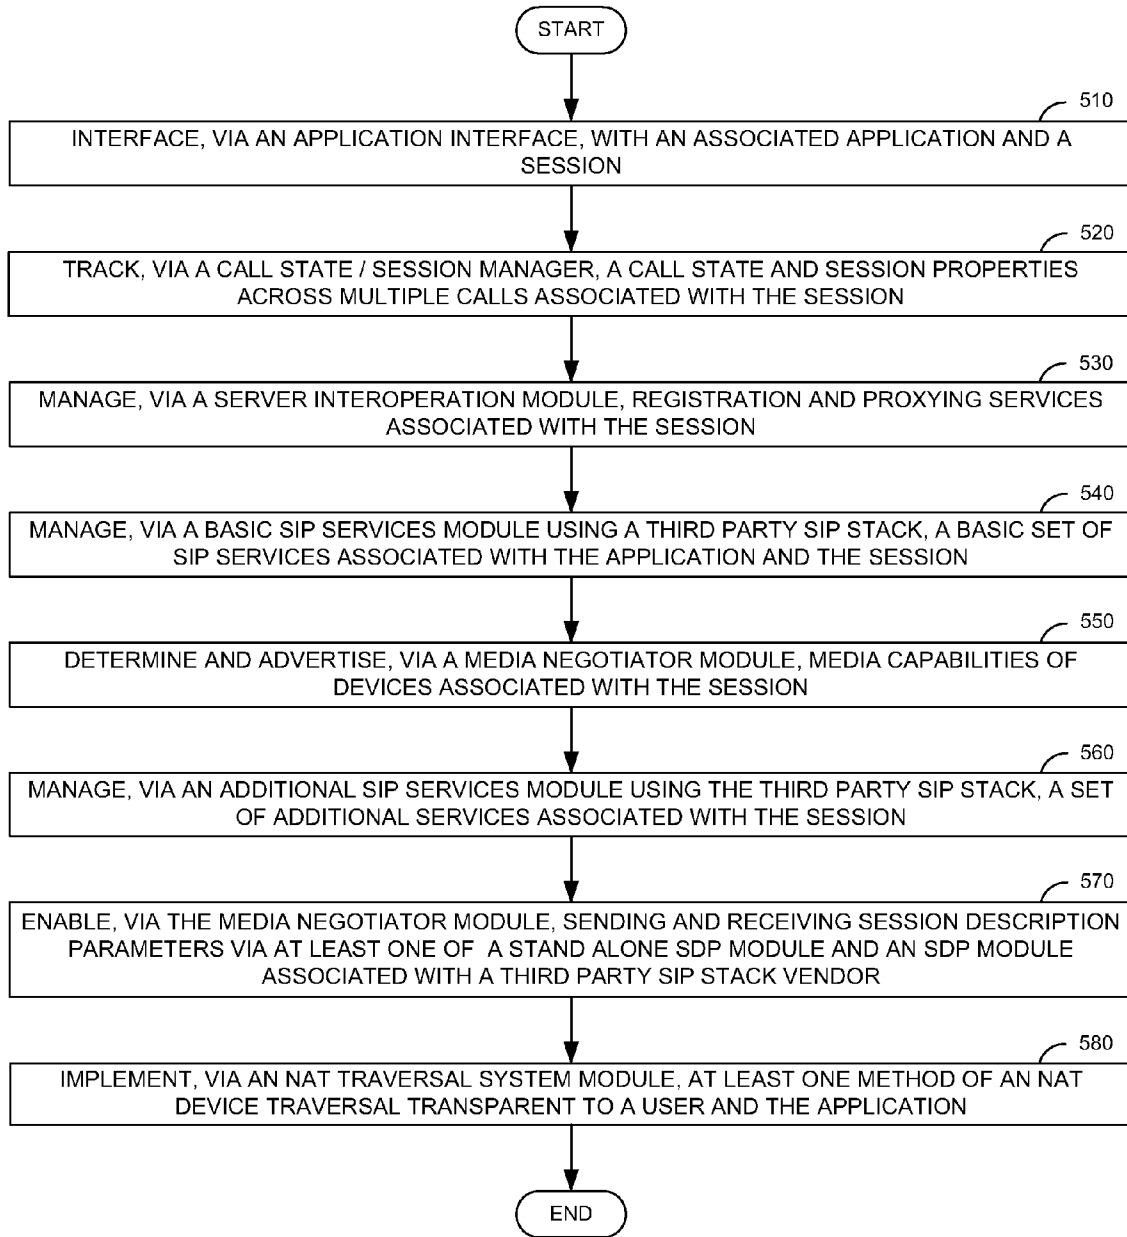 START
510
INTERFACE, VIA AN APPLICATION INTERFACE, WITH AN ASSOCIATED APPLICATION AND A
SESSION
520
TRACK, VIA A CALL STATE / SESSION MANAGER, A CALL STATE AND SESSION PROPERTIES
ACROSS MULTIPLE CALLS ASSOCIATED WITH THE SESSION
530
MANAGE, VIA A SERVER INTEROPERATION MODULE, REGISTRATION AND PROXYING SERVICES
ASSOCIATED WITH THE SESSION
540
MANAGE, VIA A BASIC SIP SERVICES MODULE USING A THIRD PARTY SIP STACK, A BASIC SET OF
SIP SERVICES ASSOCIATED WITH THE APPLICATION AND THE SESSION
550
DETERMINE AND ADVERTISE, VIA A MEDIA NEGOTIATOR MODULE, MEDIA CAPABILITIES OF
DEVICES ASSOCIATED WITH THE SESSION
560
MANAGE, VIA AN ADDITIONAL SIP SERVICES MODULE USING THE THIRD PARTY SIP STACK, A SET
OF ADDITIONAL SERVICES ASSOCIATED WITH THE SESSION
570
ENABLE, VIA THE MEDIA NEGOTIATOR MODULE, SENDING AND RECEIVING SESSION DESCRIPTION
PARAMETERS VIA AT LEAST ONE OF A STAND ALONE SDP MODULE AND AN SDP MODULE
ASSOCIATED WITH A THIRD PARTY SIP STACK VENDOR
580
IMPLEMENT, VIA AN NAT TRAVERSAL SYSTEM MODULE, AT LEAST ONE METHOD OF AN NAT
DEVICE TRAVERSAL TRANSPARENT TO A USER AND THE APPLICATION
END